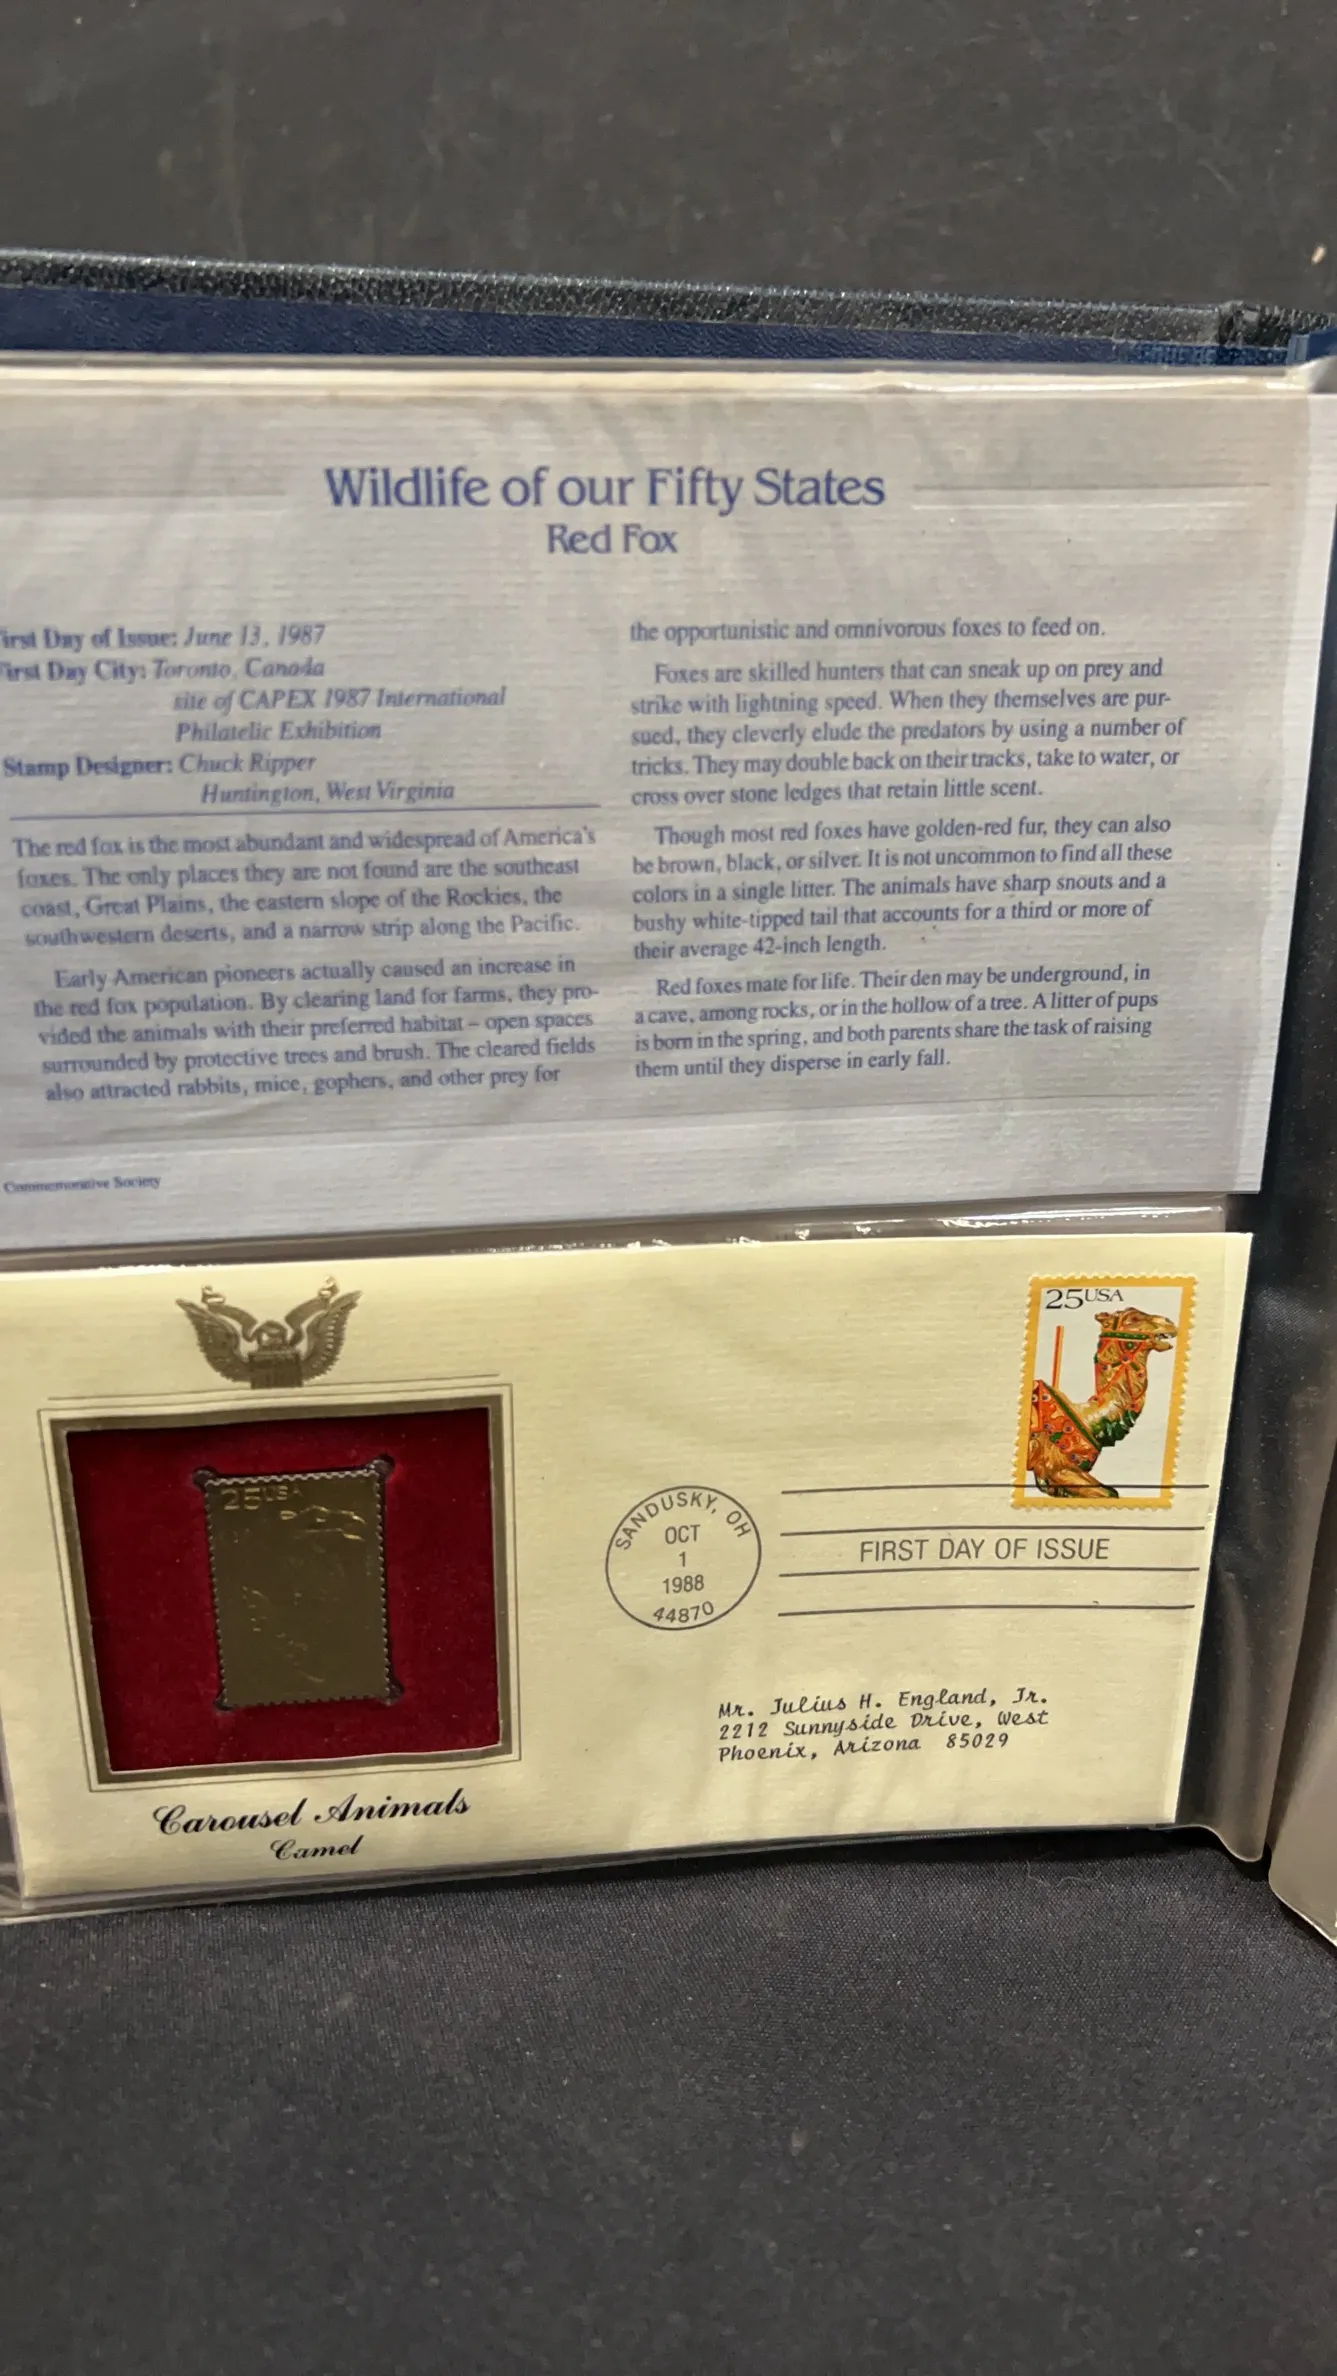 Wildlife of our Fifty States
Red Fox
irst Day of Issue: June 13, 1987
First Day City: Toronto, Canada
site of CAPEX 1987 International
Philatelic Exhibition
Stamp Designer: Chuck Ripper
Huntington, West Virginia
The red fox is the most abundant and widespread of America's
foxes. The only places they are not found are the southeast
coast, Great Plains, the eastern slope of the Rockies, the
southwestern deserts, and a narrow strip along the Pacific.
Early American pioneers actually caused an increase in
the red fox population. By clearing land for farms, they pro-
vided the animals with their preferred habitat – open spaces
surrounded by protective trees and brush. The cleared fields
also attracted rabbits, mice, gophers, and other prey for
the opportunistic and omnivorous foxes to feed on.
Foxes are skilled hunters that can sneak up on prey and
strike with lightning speed. When they themselves are pur-
sued, they cleverly elude the predators by using a number of
tricks. They may double back on their tracks, take to water, or
cross over stone ledges that retain little scent.
Though most red foxes have golden-red fur, they can also
be brown, black, or silver. It is not uncommon to find all these
colors in a single litter. The animals have sharp snouts and a
bushy white-tipped tail that accounts for a third or more of
their average 42-inch length.
Red foxes mate for life. Their den may be underground, in
a cave, among rocks, or in the hollow of a tree. A litter of pups
is born in the spring, and both parents share the task of raising
them until they disperse in early fall.
Commemorative Society
25USA
25USA
SANDUSKY, OH
OCT
1
1988
44870
FIRST DAY OF ISSUE
Mr. Julius H. England, Jr.
2212 Sunnyside Drive, West
Phoenix, Arizona 85029
Carousel Animals
Camel